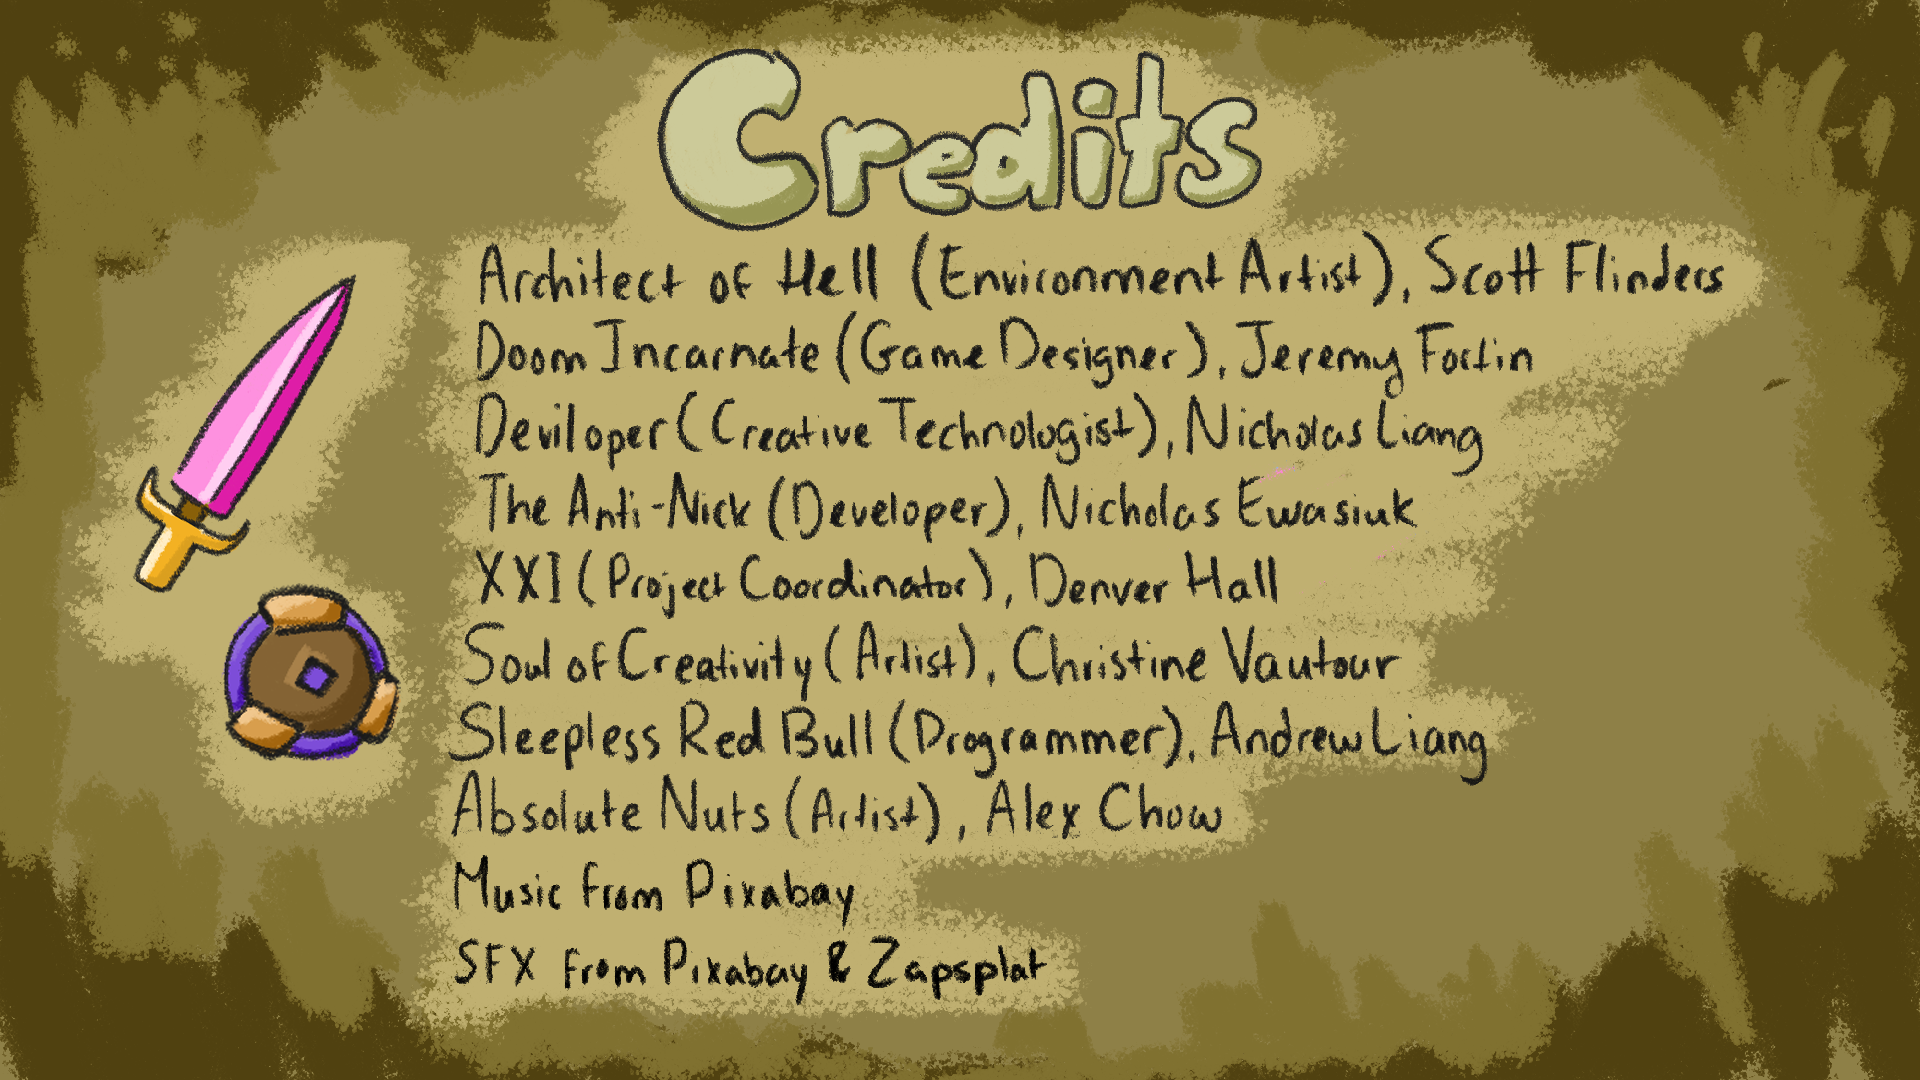 Credits
Architect of Hell (Environment Artist), Scott Flinders
Doom Incarnate (Game Designer), Jeremy Fortin
Deviloper (Creative Technologist), Nicholas Liang
The Anti-Nick (Developer), Nicholas Ewasiuk
XXI (Project Coordinator), Denver Hall
Soul of Creativity (Artist), Christine Vautour
Sleepless Red Bull (Programmer), Andrew Liang
Absolute Nuts (Artist), Alex Chow
Music from Pixabay
SFX from Pixabay & Zapsplat